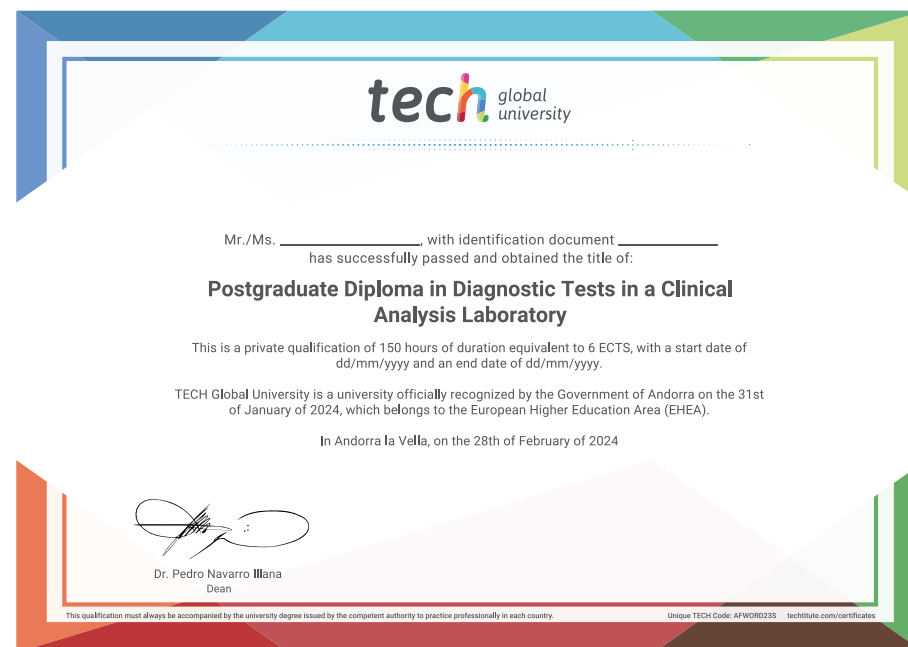 tech global university
Mr./Ms. ____________, with identification document ____________
has successfully passed and obtained the title of:
Postgraduate Diploma in Diagnostic Tests in a Clinical
Analysis Laboratory
This is a private qualification of 150 hours of duration equivalent to 6 ECTS, with a start date of
dd/mm/yyyy and an end date of dd/mm/yyyy.
TECH Global University is a university officially recognized by the Government of Andorra on the 31st
of January of 2024, which belongs to the European Higher Education Area (EHEA).
In Andorra la Vella, on the 28th of February of 2024
Dr. Pedro Navarro Illana
Dean
This qualification must always be accompanied by the university degree issued by the competent authority to practice professionally in each country.
Unique TECH Code: AFWORD23S techtitute.com/certificates